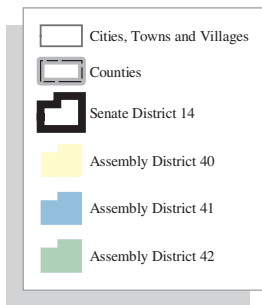 Cities, Towns and Villages
Counties
Senate District 14
Assembly District 40
Assembly District 41
Assembly District 42